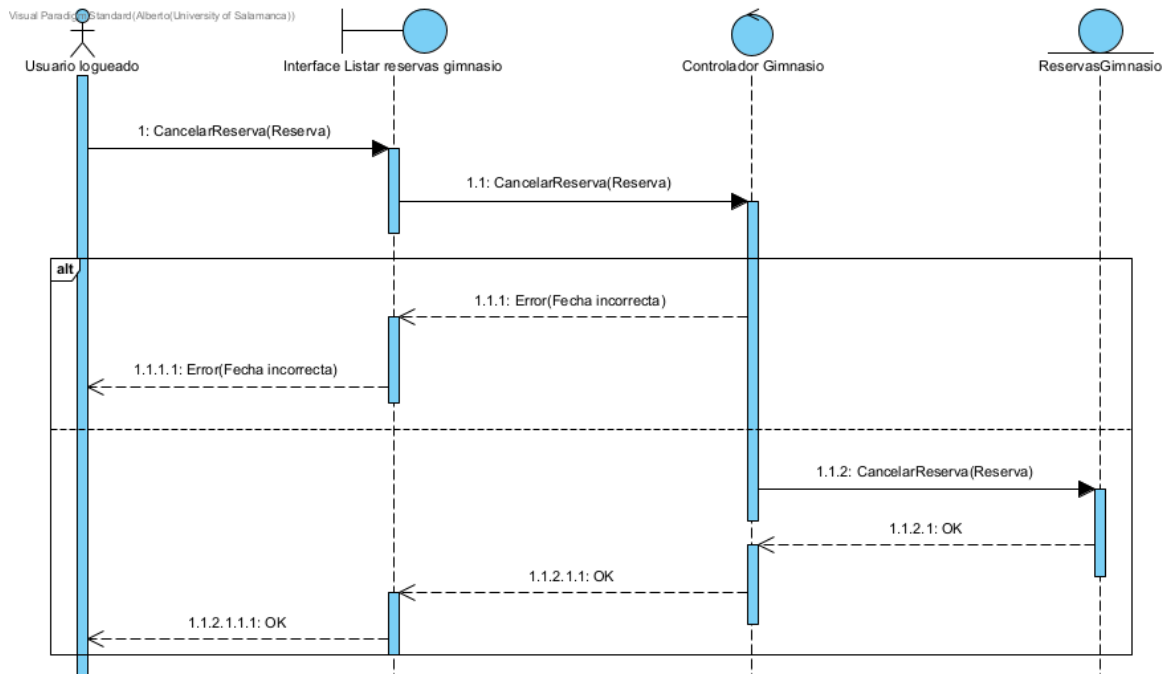 Visual Paradigm Standard(Alberto(University of Salamanca))
Usuario logueado
Interface Listar reservas gimnasio
Controlador Gimnasio
ReservasGimnasio
1: CancelarReserva(Reserva)
1.1: CancelarReserva(Reserva)
alt
1.1.1: Error(Fecha incorrecta)
1.1.1.1: Error(Fecha incorrecta)
1.1.2: CancelarReserva(Reserva)
1.1.2.1: OK
1.1.2.1.1: OK
1.1.2.1.1.1: OK